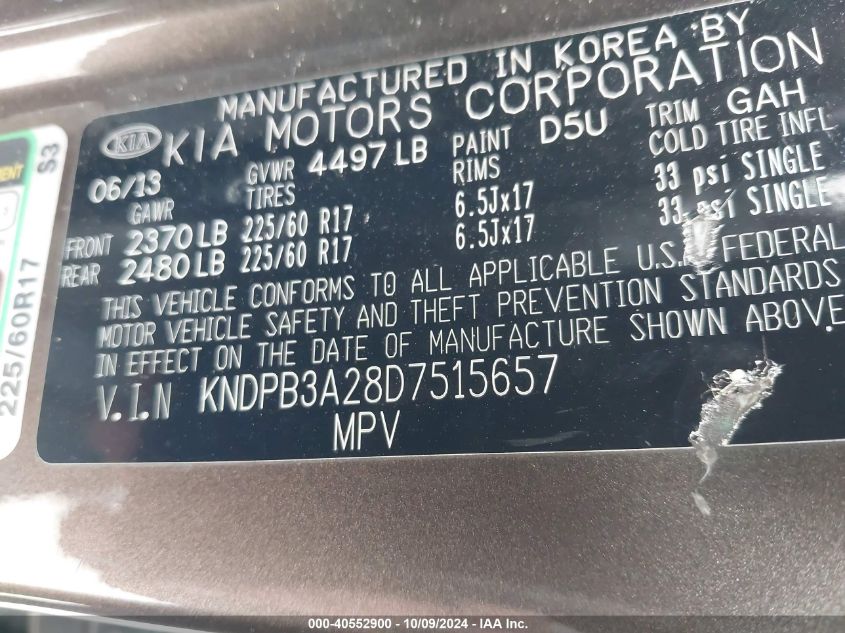 MANUFACTURED IN KOREA BY
KIA KIA MOTORS CORPORATION
06/13 GVWR 4497 LB PAINT D5U TRIM GAH
GAWR TIRES RIMS COLD TIRE INFL
FRONT 2370 LB 225/60 R17 6.5Jx17 33 psi SINGLE
REAR 2480 LB 225/60 R17 6.5Jx17 33 psi SINGLE
THIS VEHICLE CONFORMS TO ALL APPLICABLE U.S. FEDERAL
MOTOR VEHICLE SAFETY AND THEFT PREVENTION STANDARDS
IN EFFECT ON THE DATE OF MANUFACTURE SHOWN ABOVE
V.I.N KNDPB3A28D7515657
MPV
S3
225/60R17
000-40552900 - 10/09/2024 - IAA Inc.